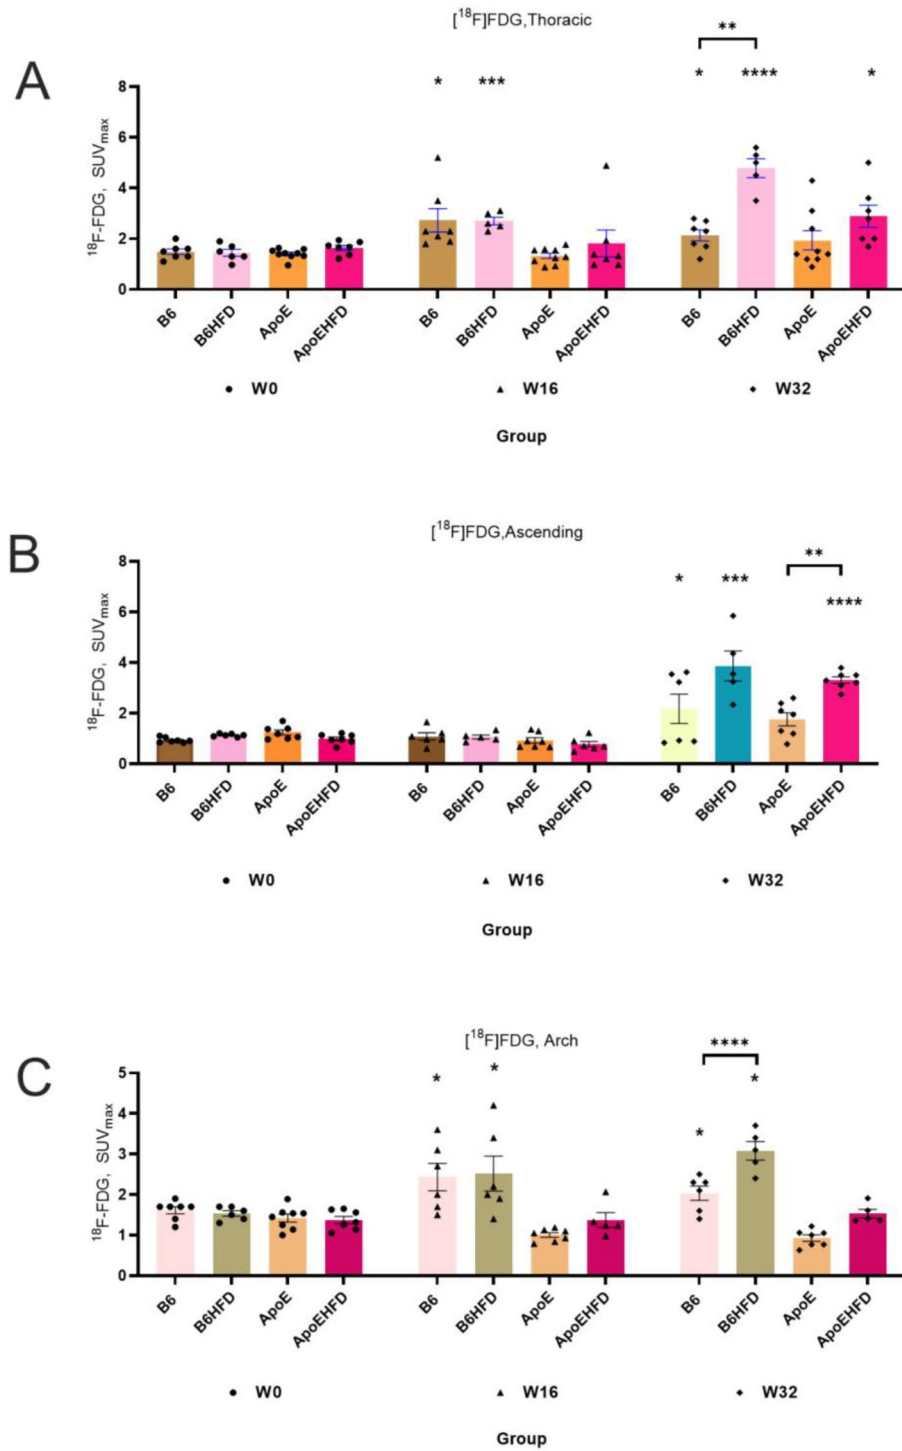 [18F]FDG,Thoracic
A
**
* *** * **** *
18F-FDG, SUVmax
8
6
4
2
0
B6 B6HFD ApoE ApoEHFD B6 B6HFD ApoE ApoEHFD B6 B6HFD ApoE ApoEHFD
● W0 ▲ W16 ◆ W32
Group
[18F]FDG,Ascending
B
**
* *** ****
18F-FDG, SUVmax
8
6
4
2
0
B6 B6HFD ApoE ApoEHFD B6 B6HFD ApoE ApoEHFD B6 B6HFD ApoE ApoEHFD
● W0 ▲ W16 ◆ W32
Group
[18F]FDG, Arch
C
****
* * * *
18F-FDG, SUVmax
5
4
3
2
1
0
B6 B6HFD ApoE ApoEHFD B6 B6HFD ApoE ApoEHFD B6 B6HFD ApoE ApoEHFD
● W0 ▲ W16 ◆ W32
Group